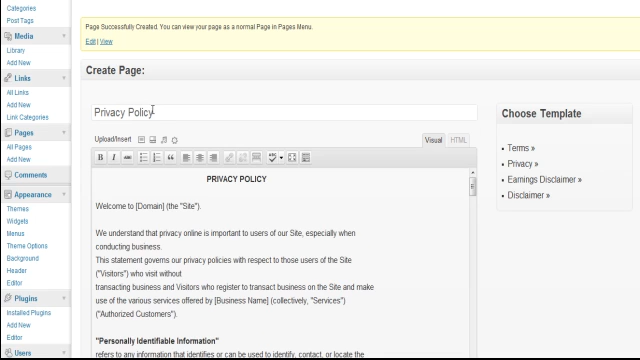 Categories
Post Tags
Media
Library
Add New
Links
All Links
Add New
Link Categories
Pages
All Pages
Add New
Comments
Appearance
Themes
Widgets
Menus
Theme Options
Background
Header
Editor
Plugins
Installed Plugins
Add New
Editor
Users
Page Successfully Created. You can view your page as a normal Page in Pages Menu.
Edit | View
Create Page:
Privacy Policy
Upload/Insert
Visual
HTML
B I ABC
PRIVACY POLICY
Welcome to [Domain] (the "Site").
We understand that privacy online is important to users of our Site, especially when
conducting business.
This statement governs our privacy policies with respect to those users of the Site
("Visitors") who visit without
transacting business and Visitors who register to transact business on the Site and make
use of the various services offered by [Business Name] (collectively, "Services")
("Authorized Customers").
"Personally Identifiable Information"
refers to any information that identifies or can be used to identify, contact, or locate the
Choose Template
• Terms »
• Privacy »
• Earnings Disclaimer »
• Disclaimer »